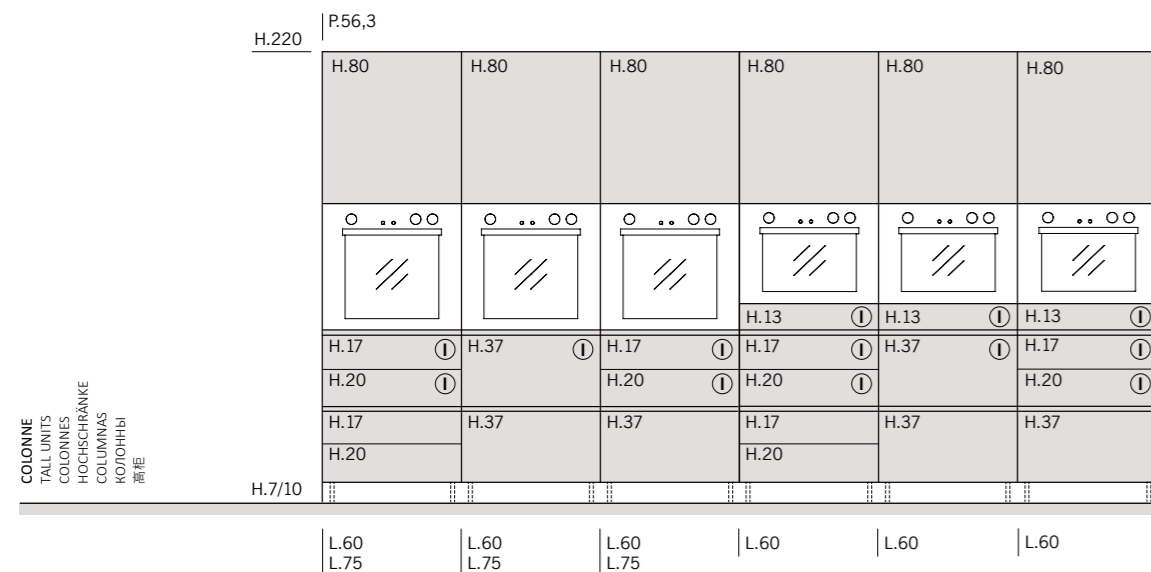 P.56,3
H.220
H.80 H.80 H.80 H.80 H.80 H.80
H.13 I H.13 I H.13 I
H.17 I H.37 I H.17 I H.17 I H.37 I H.17 I
H.20 I H.20 I H.20 I H.20 I
H.17 H.37 H.37 H.17 H.37 H.37
H.20 H.20
H.7/10
L.60 L.60 L.60 L.60 L.60 L.60
L.75 L.75 L.75
COLONNE
TALL UNITS
COLONNES
HOCHSCHRÄNKE
COLUMNAS
КОЛОННЫ
高柜